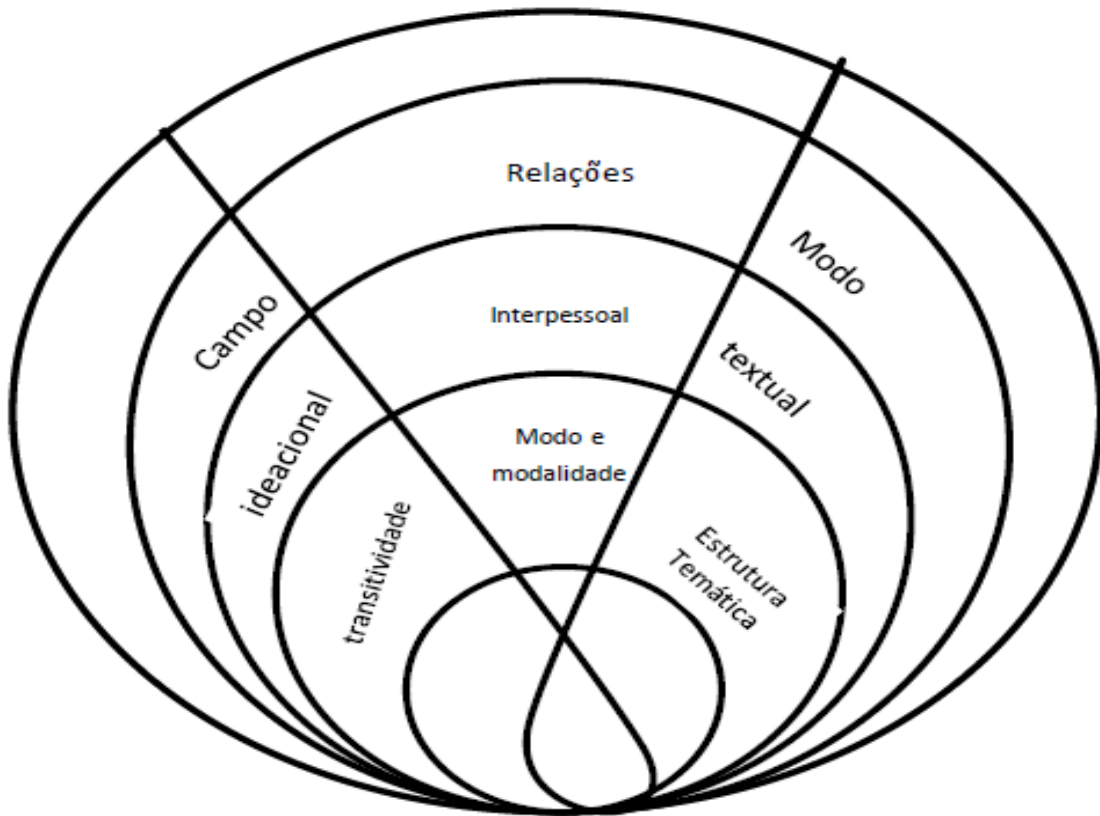 Relações
Modo
Campo
Interpessoal
textual
ideacional
Modo e
modalidade
transitividade
Estrutura
Temática